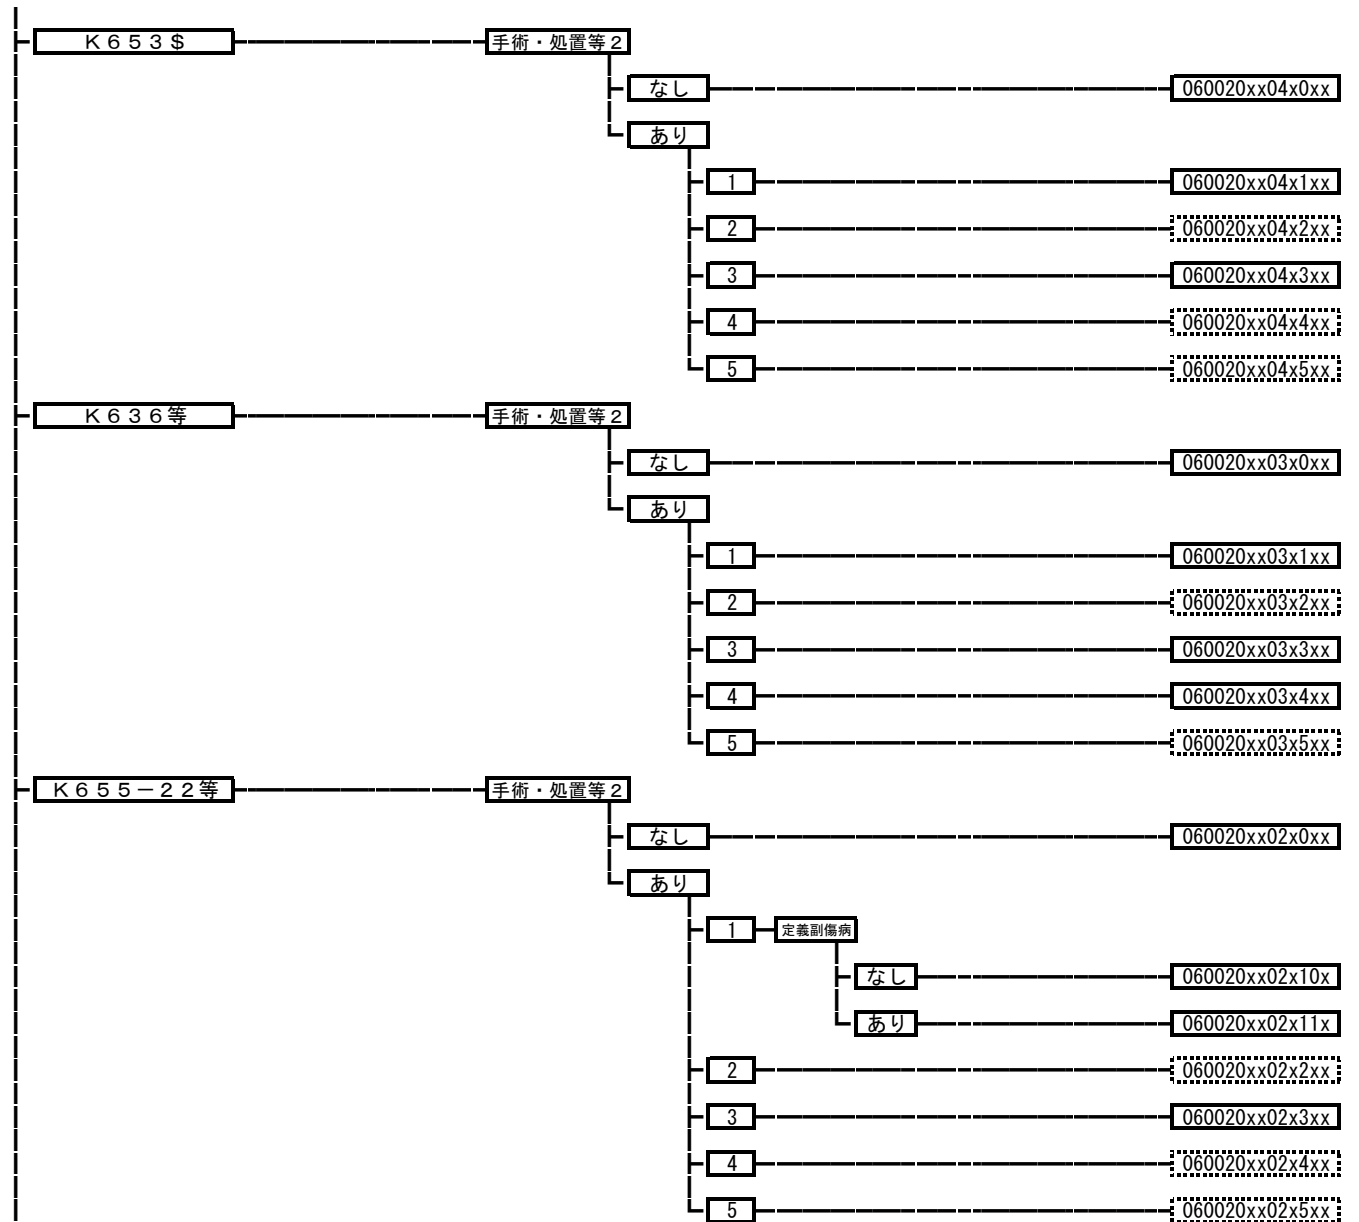 K653$ 手術・処置等2
なし 060020xx04x0xx
あり
1 060020xx04x1xx
2 060020xx04x2xx
3 060020xx04x3xx
4 060020xx04x4xx
5 060020xx04x5xx
K636等 手術・処置等2
なし 060020xx03x0xx
あり
1 060020xx03x1xx
2 060020xx03x2xx
3 060020xx03x3xx
4 060020xx03x4xx
5 060020xx03x5xx
K655-22等 手術・処置等2
なし 060020xx02x0xx
あり
1 定義副傷病
なし 060020xx02x10x
あり 060020xx02x11x
2 060020xx02x2xx
3 060020xx02x3xx
4 060020xx02x4xx
5 060020xx02x5xx